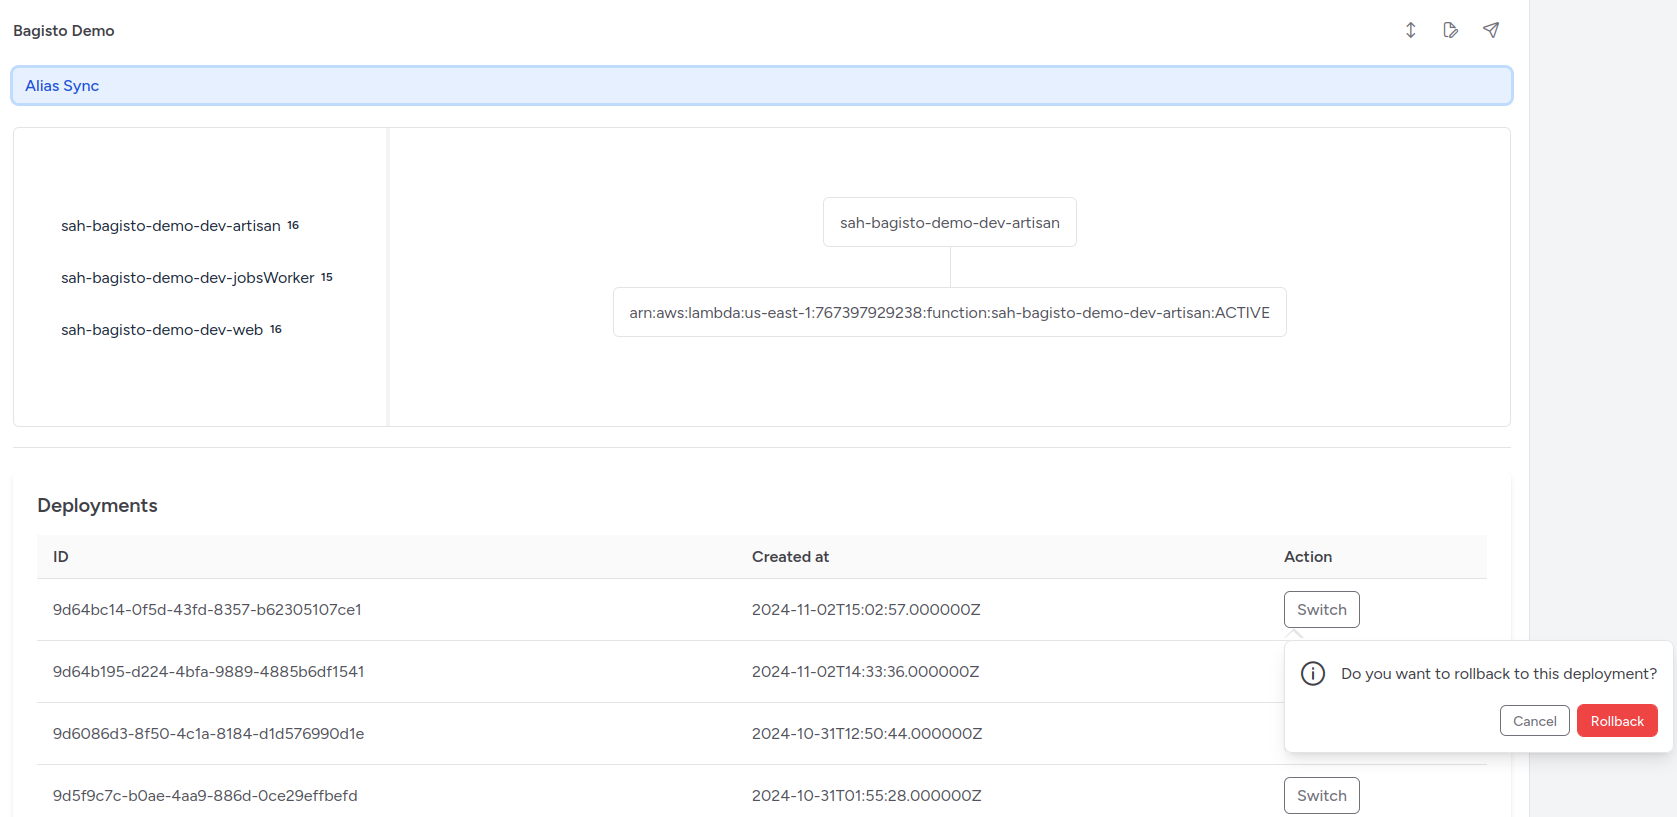 Bagisto Demo
Alias Sync
sah-bagisto-demo-dev-artisan 16
sah-bagisto-demo-dev-jobsWorker 15
sah-bagisto-demo-dev-web 16
sah-bagisto-demo-dev-artisan
arn:aws:lambda:us-east-1:767397929238:function:sah-bagisto-demo-dev-artisan:ACTIVE
Deployments
ID Created at Action
9d64bc14-0f5d-43fd-8357-b62305107ce1 2024-11-02T15:02:57.000000Z Switch
9d64b195-d224-4bfa-9889-4885b6df1541 2024-11-02T14:33:36.000000Z
Do you want to rollback to this deployment?
Cancel Rollback
9d6086d3-8f50-4c1a-8184-d1d576990d1e 2024-10-31T12:50:44.000000Z
9d5f9c7c-b0ae-4aa9-886d-0ce29effbefd 2024-10-31T01:55:28.000000Z Switch